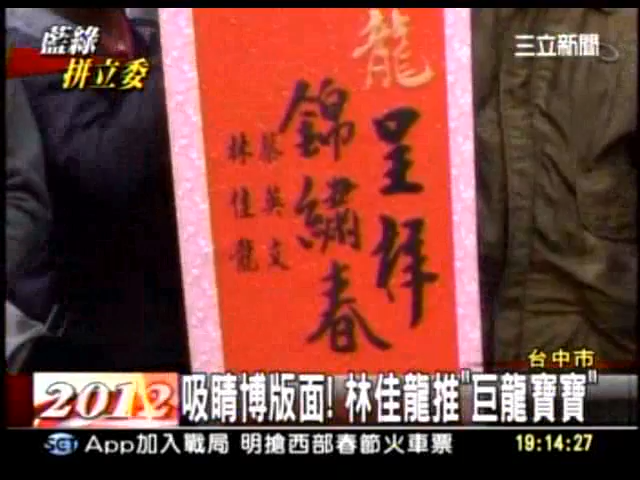 藍綠
拼立委
三立新聞
龍
呈祥
錦繡春
蔡英文
林佳龍
台中市
2012
吸睛博版面! 林佳龍推"巨龍寶寶"
SET App加入戰局 明搶西部春節火車票
19:14:27